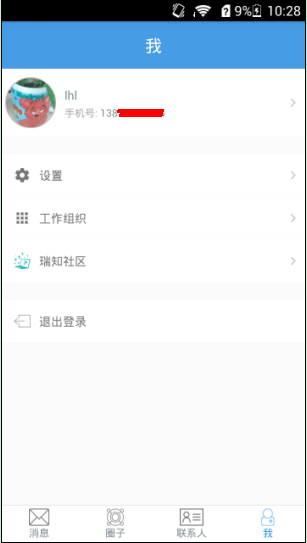 9% 10:28
我
lhl
手机号: 138
设置
工作组织
瑞知社区
退出登录
消息 圈子 联系人 我